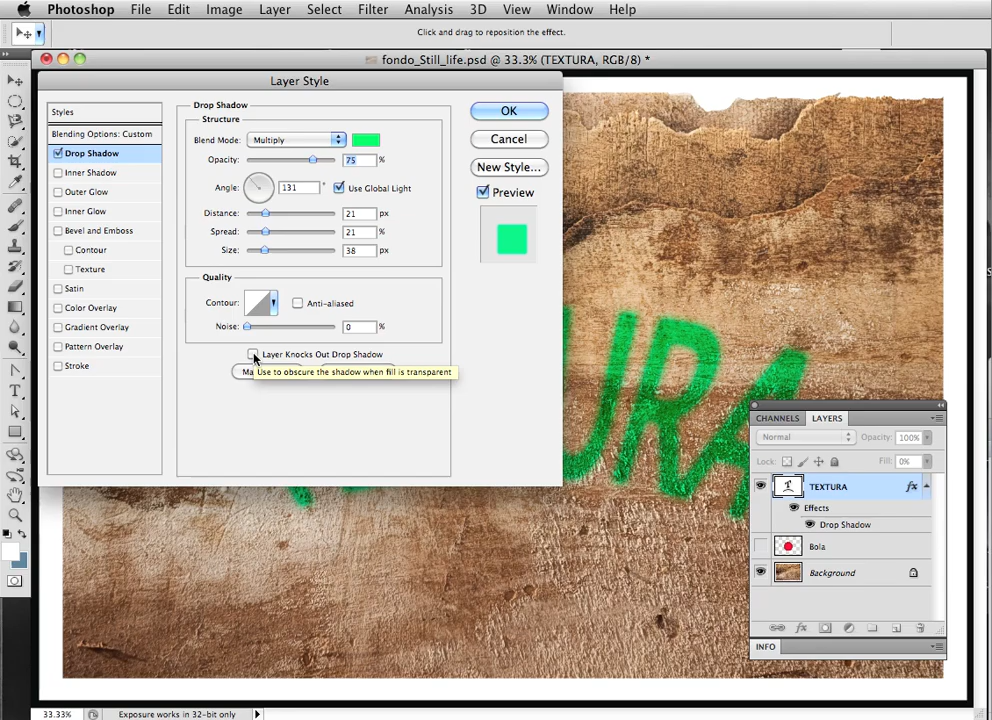 Photoshop File Edit Image Layer Select Filter Analysis 3D View Window Help
Click and drag to reposition the effect.
fondo_Still_life.psd @ 33.3% (TEXTURA, RGB/8) *
Layer Style
Styles
Blending Options: Custom
Drop Shadow
Inner Shadow
Outer Glow
Inner Glow
Bevel and Emboss
Contour
Texture
Satin
Color Overlay
Gradient Overlay
Pattern Overlay
Stroke
Drop Shadow
Structure
Blend Mode: Multiply
Opacity: 75 %
Angle: 131 ° Use Global Light
Distance: 21 px
Spread: 21 %
Size: 38 px
Quality
Contour: Anti-aliased
Noise: 0 %
Layer Knocks Out Drop Shadow
Ma
Use to obscure the shadow when fill is transparent
OK
Cancel
New Style...
Preview
URA
CHANNELS LAYERS
Normal Opacity: 100%
Lock: Fill: 0%
T TEXTURA fx
Effects
Drop Shadow
Bola
Background
fx
INFO
33.33% Exposure works in 32-bit only